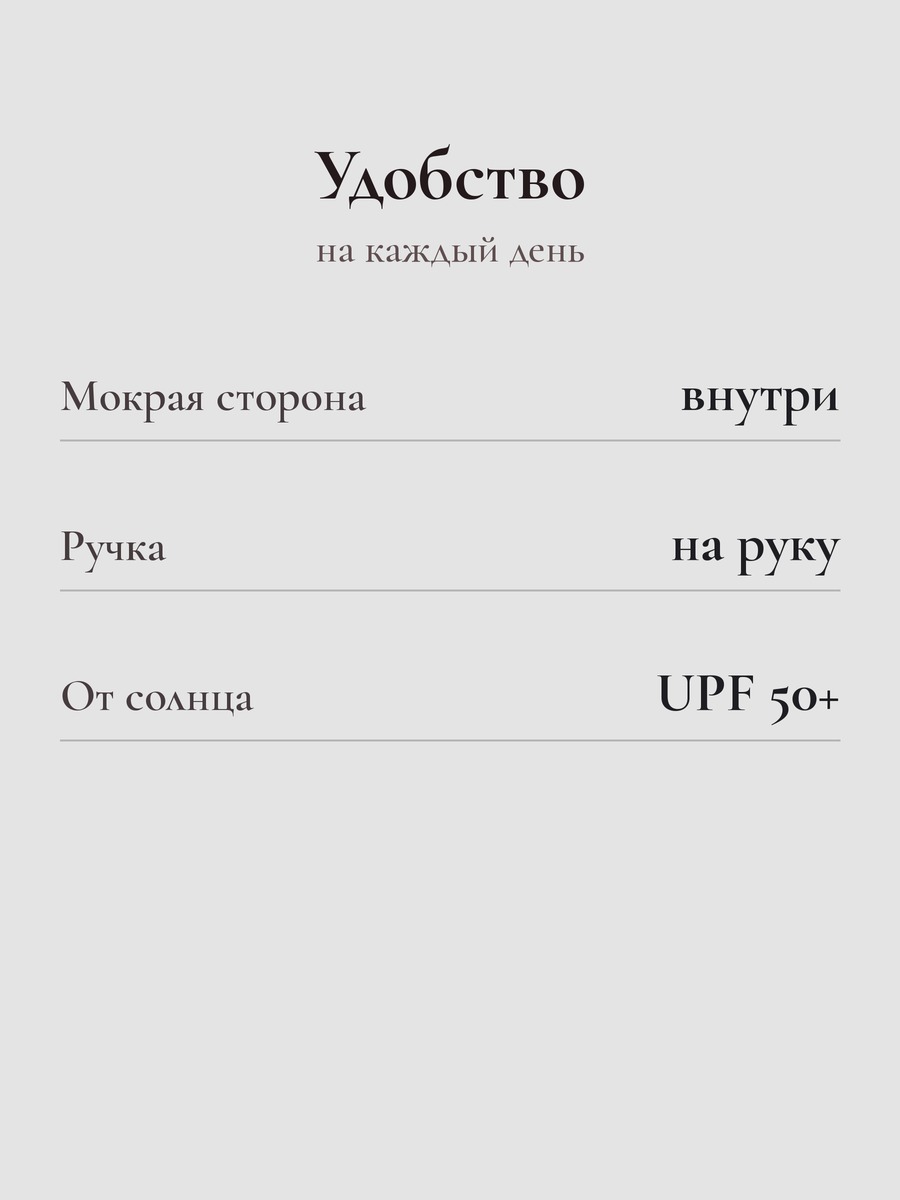 Удобство
на каждый день
Мокрая сторона внутри
Ручка на руку
От солнца UPF 50+